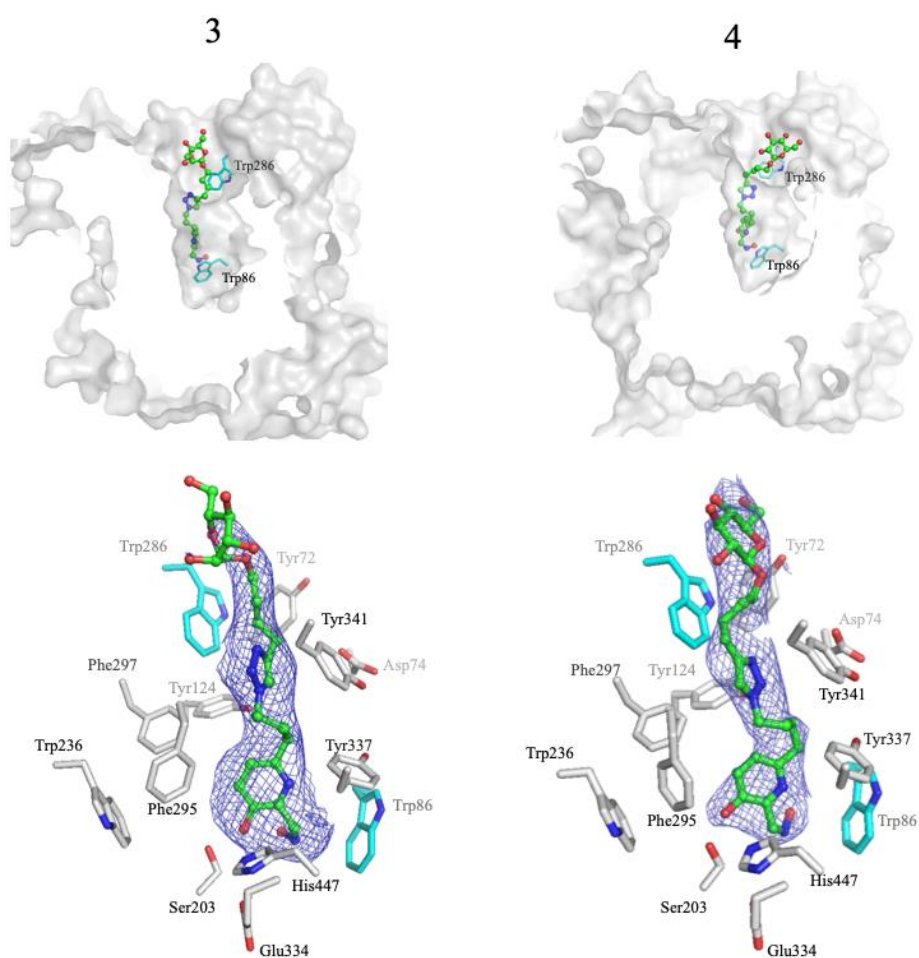 3
4
Trp286
Trp86
Trp286
Trp86
Trp286
Tyr72
Tyr341
Phe297
Tyr124
Asp74
Trp236
Tyr337
Phe295
Trp86
Ser203
His447
Glu334
Trp286
Tyr72
Asp74
Phe297
Tyr124
Tyr341
Trp236
Tyr337
Phe295
Trp86
Ser203
His447
Glu334